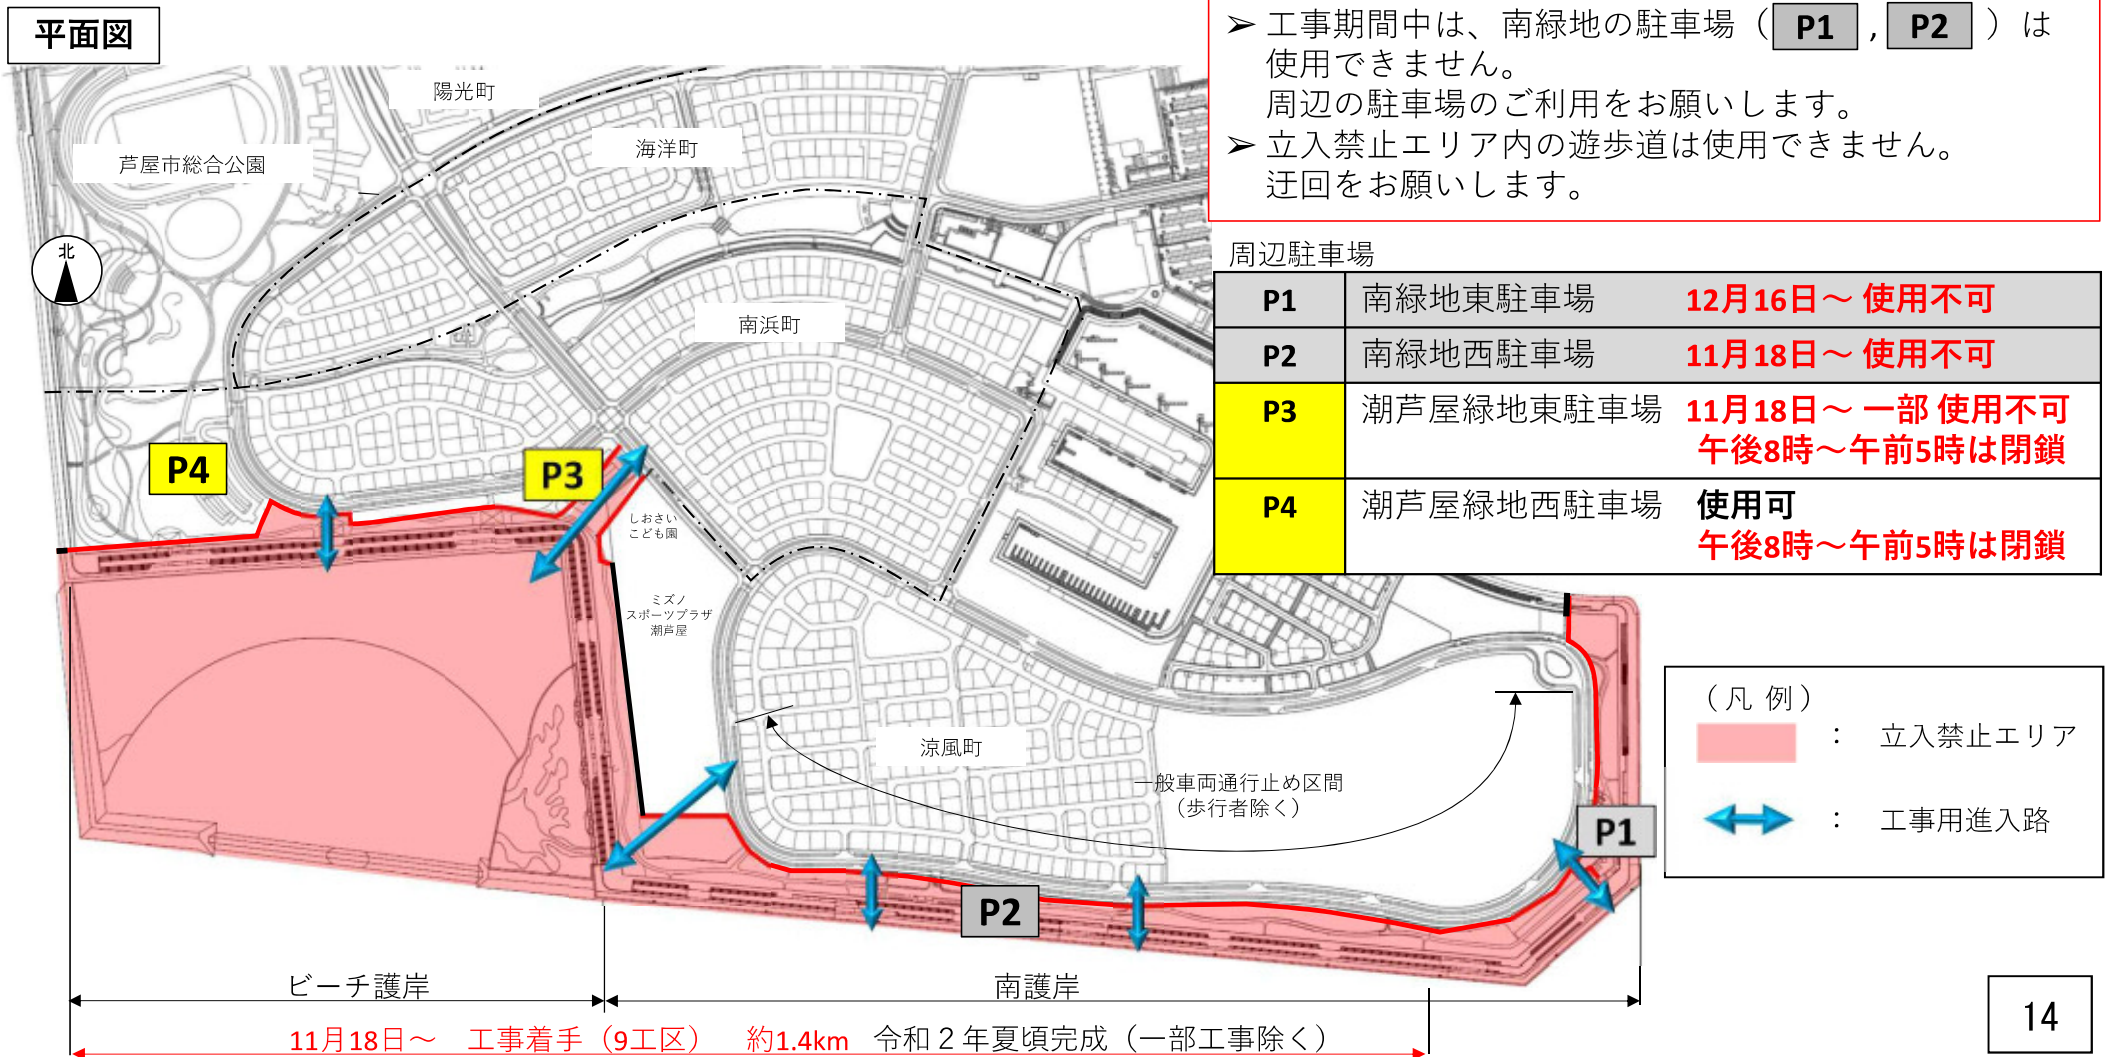 平面図
➢ 工事期間中は、南緑地の駐車場（ P1 , P2 ）は
使用できません。
周辺の駐車場のご利用をお願いします。
➢ 立入禁止エリア内の遊歩道は使用できません。
迂回をお願いします。
陽光町
海洋町
芦屋市総合公園
北
南浜町
周辺駐車場
P1 南緑地東駐車場 12月16日～ 使用不可
P2 南緑地西駐車場 11月18日～ 使用不可
P3 潮芦屋緑地東駐車場 11月18日～ 一部 使用不可
午後8時～午前5時は閉鎖
P4 潮芦屋緑地西駐車場 使用可
午後8時～午前5時は閉鎖
P4
P3
しおさい
こども園
ミズノ
スポーツプラザ
潮芦屋
涼風町
一般車両通行止め区間
（歩行者除く）
P1
P2
（凡 例）
： 立入禁止エリア
： 工事用進入路
ビーチ護岸
南護岸
11月18日～ 工事着手（9工区） 約1.4km 令和２年夏頃完成（一部工事除く）
14